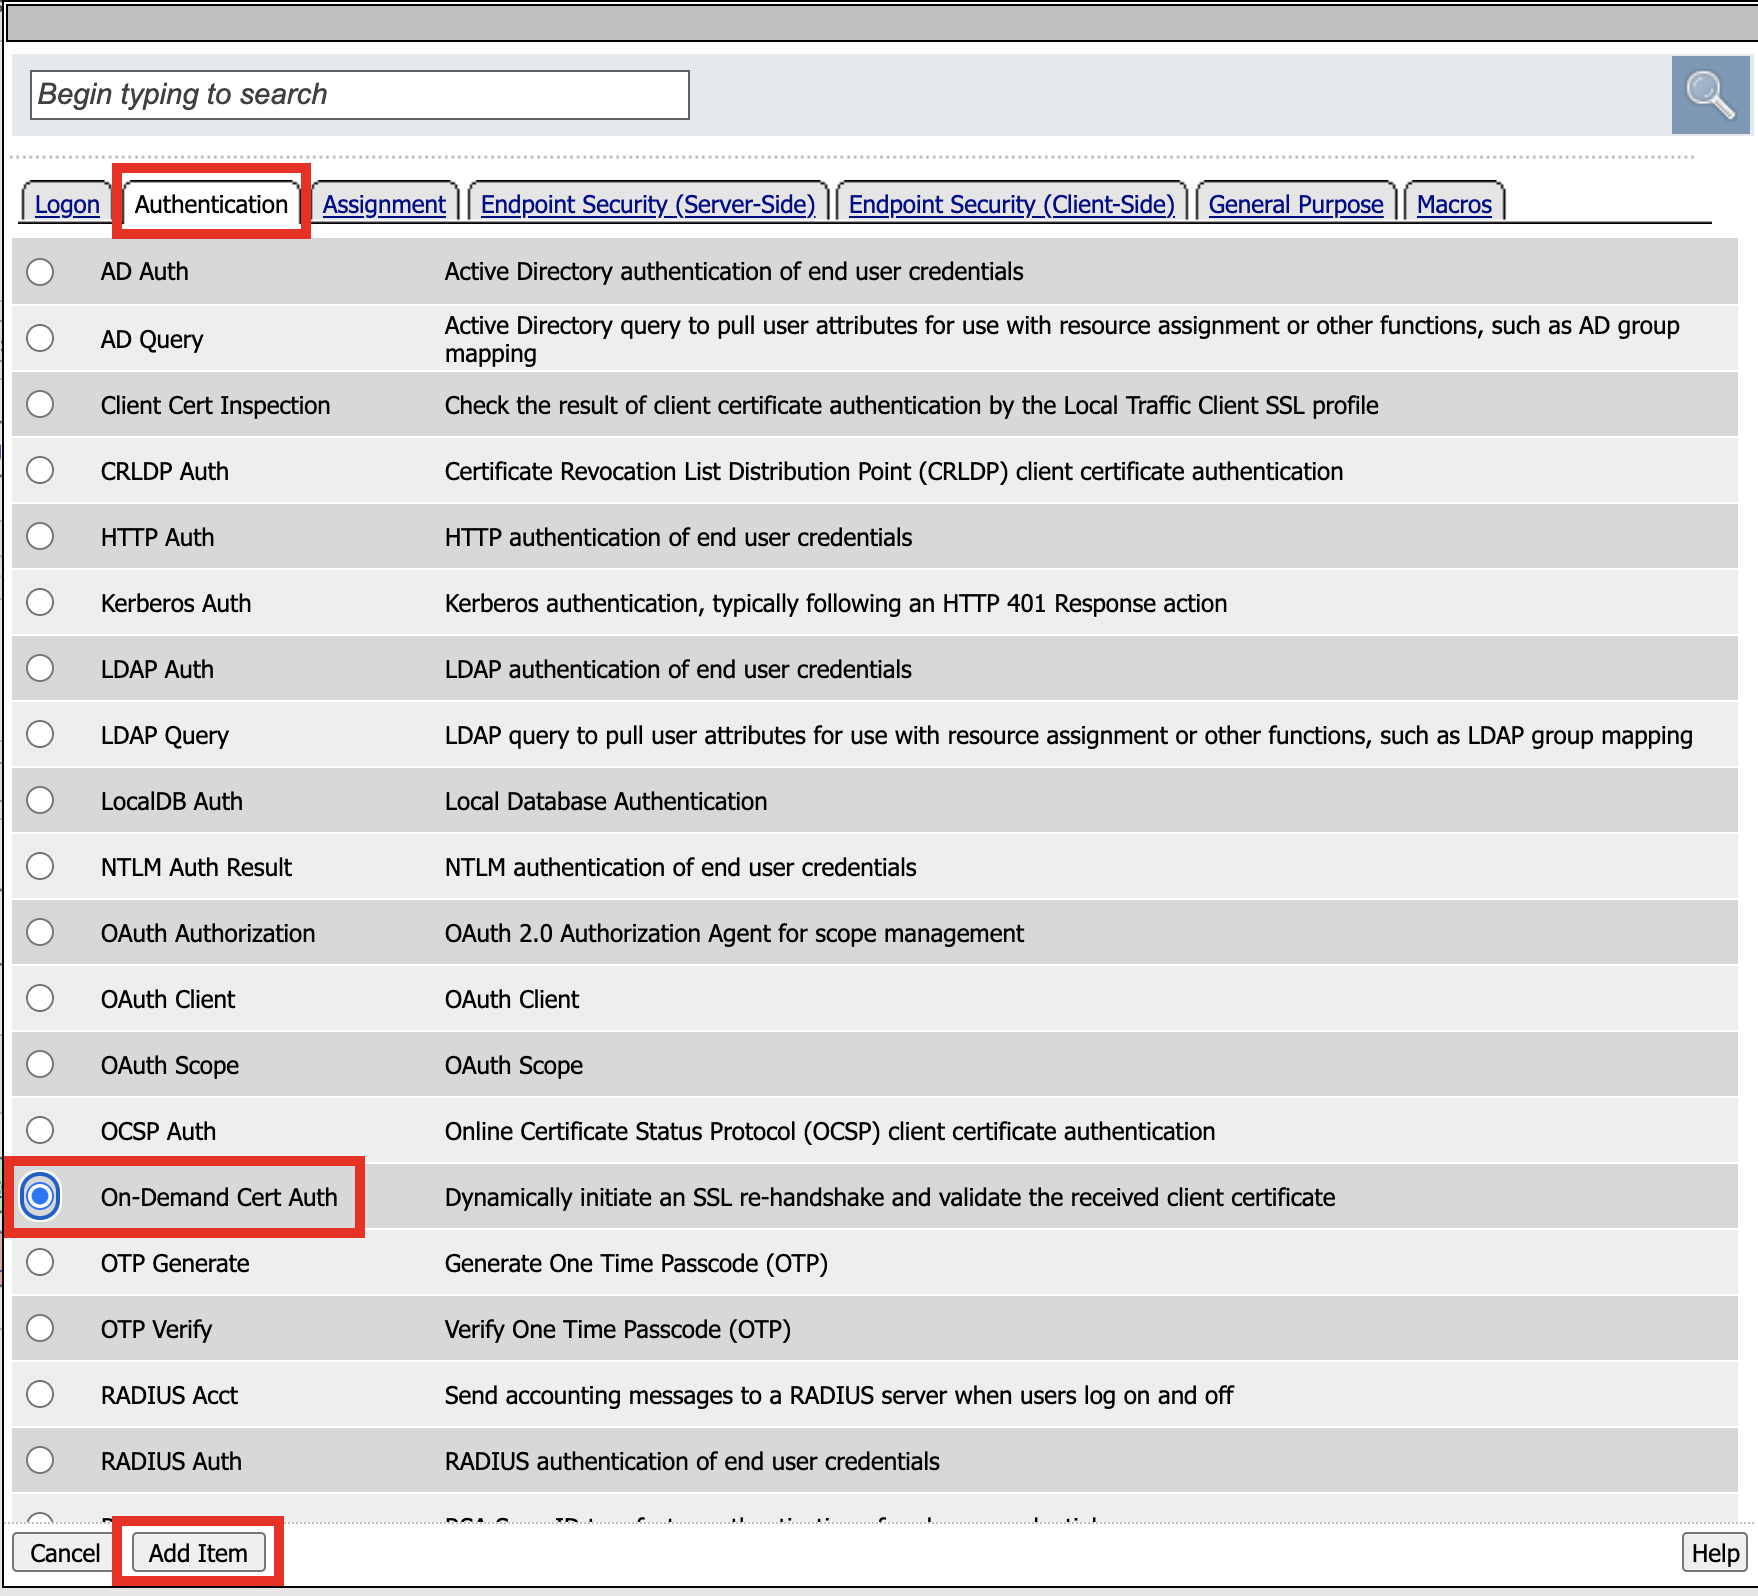 Begin typing to search
Logon Authentication Assignment Endpoint Security (Server-Side) Endpoint Security (Client-Side) General Purpose Macros
AD Auth Active Directory authentication of end user credentials
AD Query Active Directory query to pull user attributes for use with resource assignment or other functions, such as AD group
mapping
Client Cert Inspection Check the result of client certificate authentication by the Local Traffic Client SSL profile
CRLDP Auth Certificate Revocation List Distribution Point (CRLDP) client certificate authentication
HTTP Auth HTTP authentication of end user credentials
Kerberos Auth Kerberos authentication, typically following an HTTP 401 Response action
LDAP Auth LDAP authentication of end user credentials
LDAP Query LDAP query to pull user attributes for use with resource assignment or other functions, such as LDAP group mapping
LocalDB Auth Local Database Authentication
NTLM Auth Result NTLM authentication of end user credentials
OAuth Authorization OAuth 2.0 Authorization Agent for scope management
OAuth Client OAuth Client
OAuth Scope OAuth Scope
OCSP Auth Online Certificate Status Protocol (OCSP) client certificate authentication
On-Demand Cert Auth Dynamically initiate an SSL re-handshake and validate the received client certificate
OTP Generate Generate One Time Passcode (OTP)
OTP Verify Verify One Time Passcode (OTP)
RADIUS Acct Send accounting messages to a RADIUS server when users log on and off
RADIUS Auth RADIUS authentication of end user credentials
Cancel Add Item Help